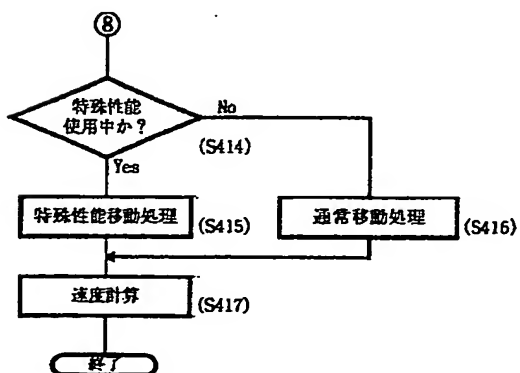 ⑧
特殊性能
使用中か？
No
(S414)
Yes
特殊性能移動処理
(S415)
通常移動処理
(S416)
速度計算
(S417)
終了